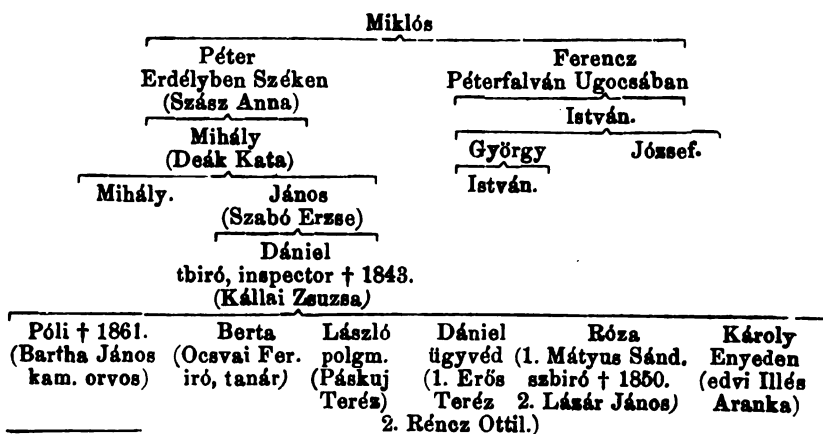 Miklós
Péter Ferencz
Erdélyben Széken Péterfalván Ugocsában
(Szász Anna) István.
Mihály György József.
(Deák Kata) István.
Mihály. János
(Szabó Erzse)
Dániel
tbiró, inspector † 1843.
(Kállai Zsuzsa)
Póli † 1861. Berta László Dániel Róza Károly
(Bartha János (Ocsvai Fer. polgm. ügyvéd (1. Mátyus Sánd. Enyeden
kam. orvos) iró, tanár) (Páskuj (1. Erős szbiró † 1850. (edvi Illés
Teréz) Teréz 2. Lázár János) Aranka)
2. Réncz Ottil.)